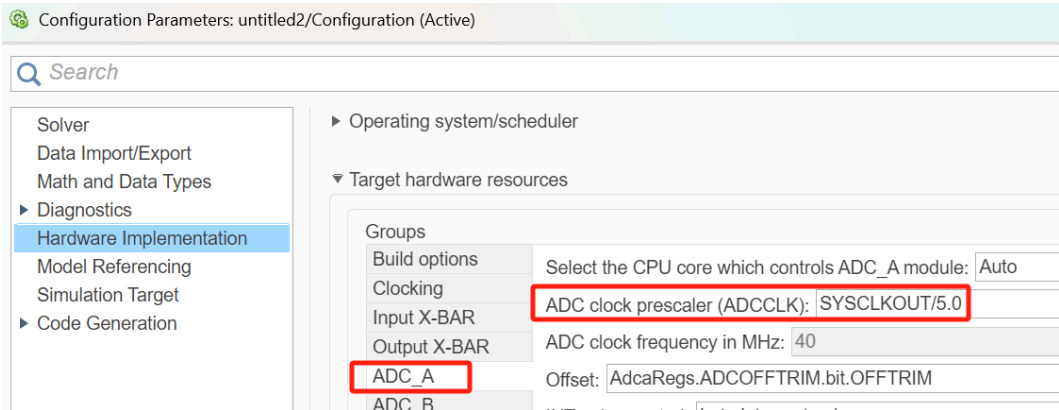 Configuration Parameters: untitled2/Configuration (Active)
Search
Solver
Data Import/Export
Math and Data Types
Diagnostics
Hardware Implementation
Model Referencing
Simulation Target
Code Generation
Operating system/scheduler
Target hardware resources
Groups
Build options
Clocking
Input X-BAR
Output X-BAR
ADC_A
ADC_B
Select the CPU core which controls ADC_A module: Auto
ADC clock prescaler (ADCCLK): SYSCLKOUT/5.0
ADC clock frequency in MHz: 40
Offset: AdcaRegs.ADCOFFTRIM.bit.OFFTRIM